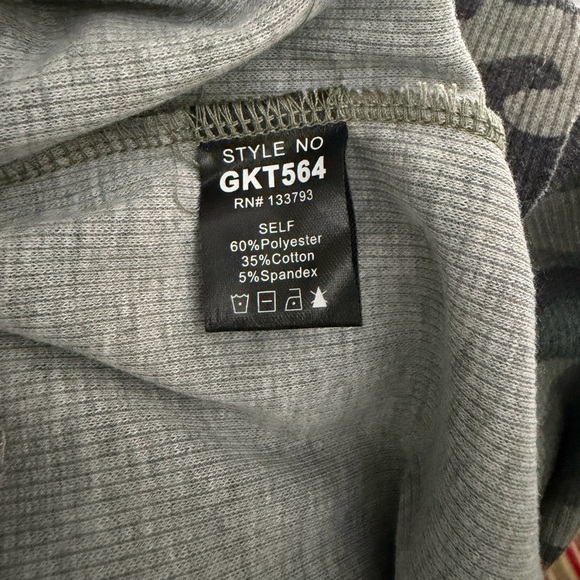 STYLE NO
GKT564
RN# 133793
SELF
60%Polyester
35%Cotton
5%Spandex